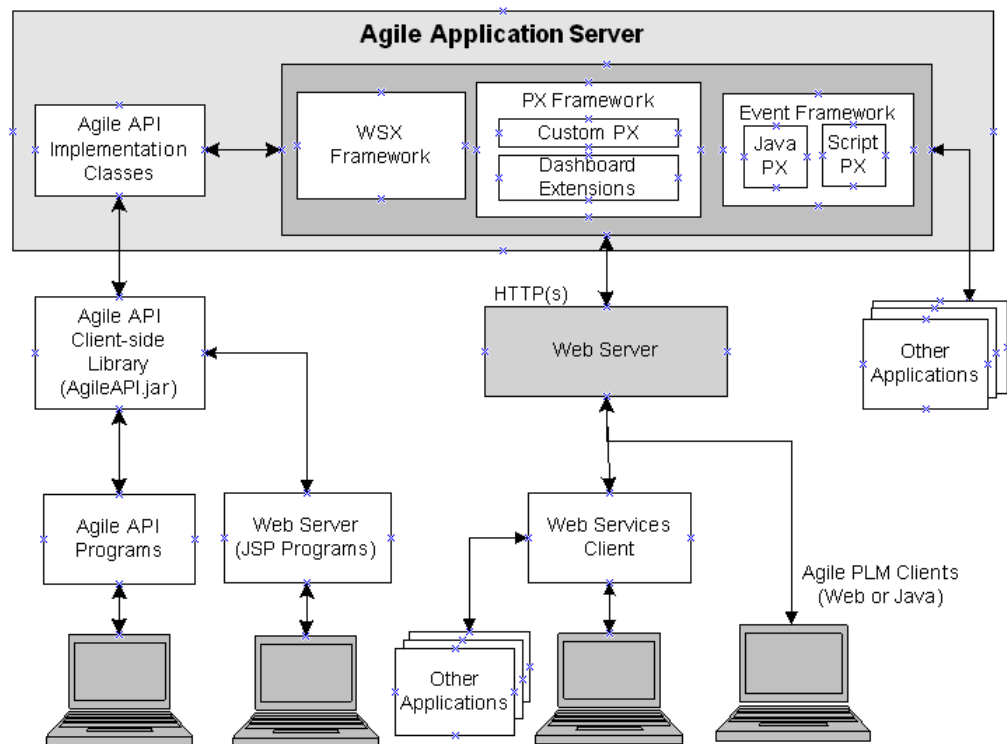 Agile Application Server
Agile API
Implementation
Classes
WSX
Framework
PX Framework
Custom PX
Dashboard
Extensions
Event Framework
Java
PX
Script
PX
HTTP(s)
Agile API
Client-side
Library
(AgileAPI.jar)
Web Server
Other
Applications
Agile API
Programs
Web Server
(JSP Programs)
Web Services
Client
Agile PLM Clients
(Web or Java)
Other
Applications